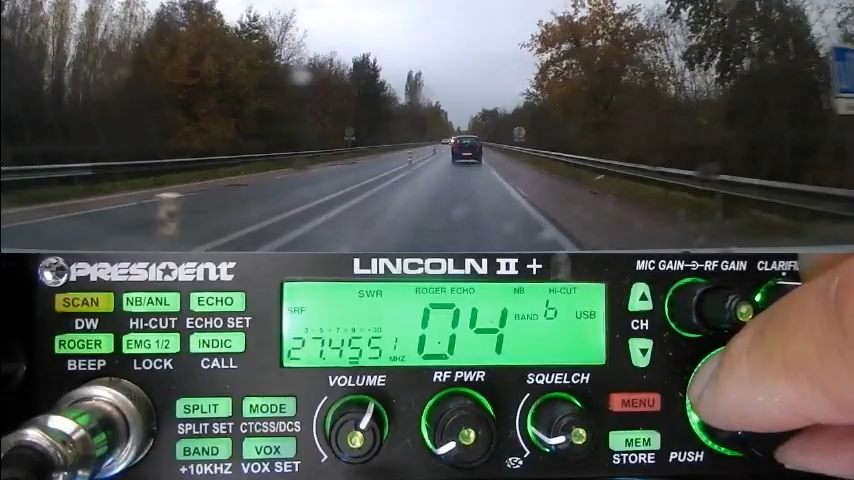 PRESIDENT
LINCOLN II +
MIC GAIN RF GAIN CLARIFI
SCAN NB/ANL ECHO
DW HI-CUT ECHO SET
ROGER EMG 1/2 INDIC
BEEP LOCK CALL
SWR ROGER ECHO NB HI-CUT
SRF 04 BAND b USB
27.455 MHZ
CH
VOLUME RF PWR SQUELCH
SPLIT MODE
SPLIT SET CTCSS/DCS
BAND VOX
+10KHz VOX SET
ASC
MENU
MEM
STORE PUSH